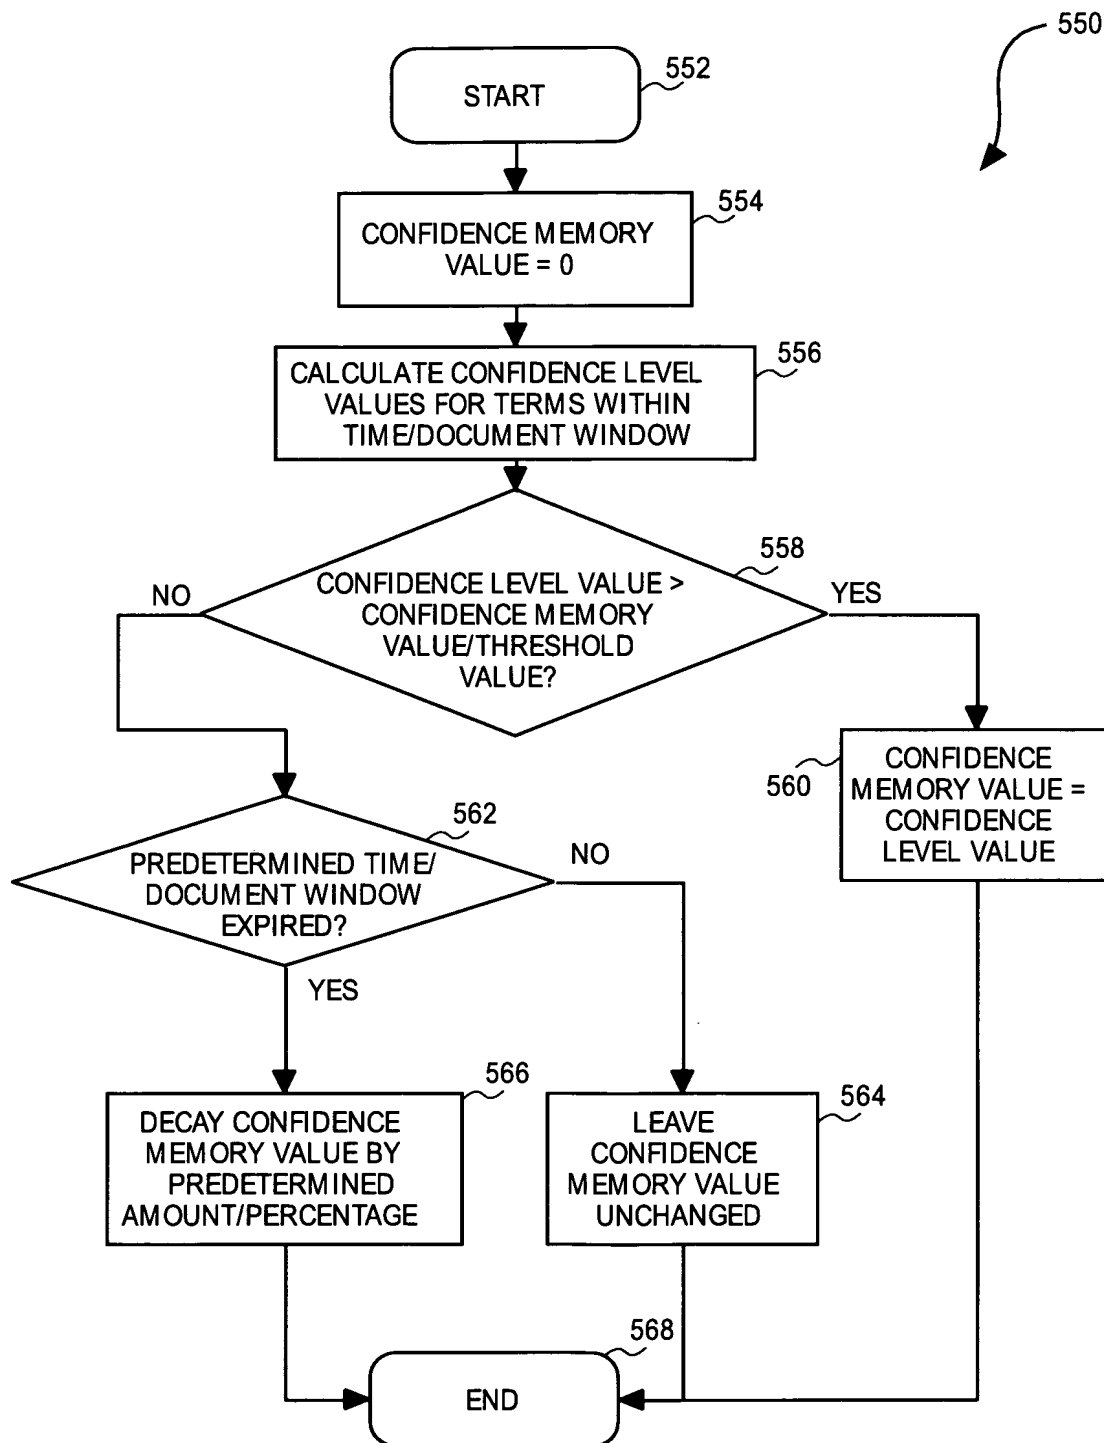 550
START
552
554
CONFIDENCE MEMORY
VALUE = 0
556
CALCULATE CONFIDENCE LEVEL
VALUES FOR TERMS WITHIN
TIME/DOCUMENT WINDOW
558
NO
CONFIDENCE LEVEL VALUE >
CONFIDENCE MEMORY
VALUE/THRESHOLD
VALUE?
YES
560
CONFIDENCE
MEMORY VALUE =
CONFIDENCE
LEVEL VALUE
562
PREDETERMINED TIME/
DOCUMENT WINDOW
EXPIRED?
NO
YES
566
DECAY CONFIDENCE
MEMORY VALUE BY
PREDETERMINED
AMOUNT/PERCENTAGE
564
LEAVE
CONFIDENCE
MEMORY VALUE
UNCHANGED
568
END